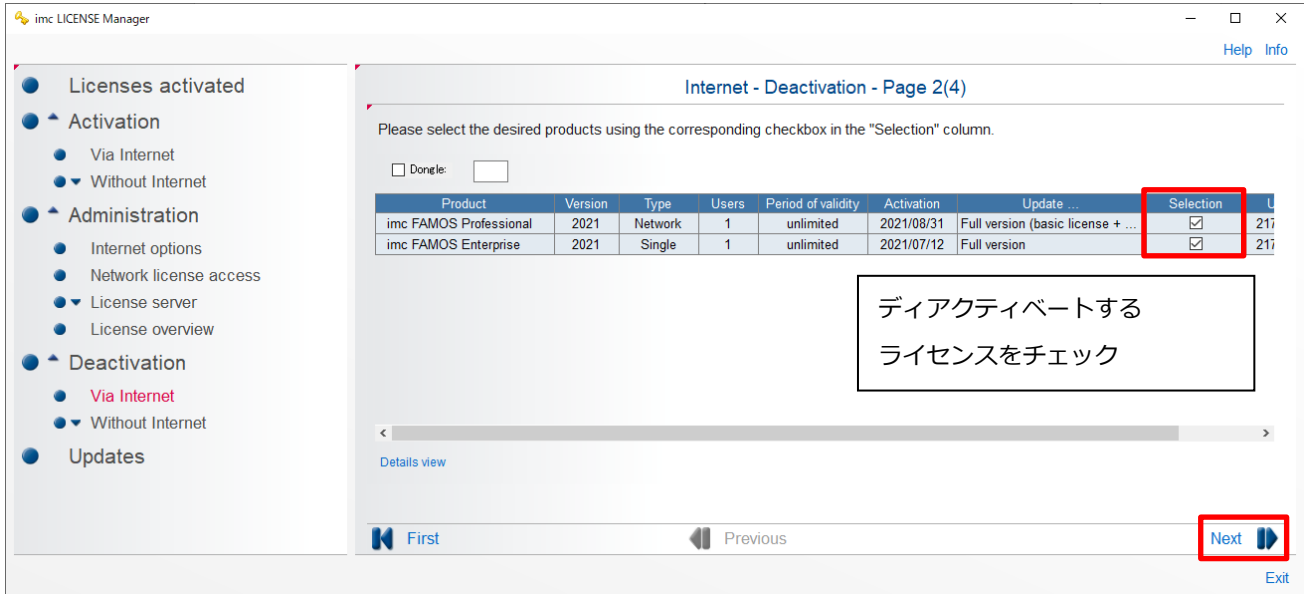 imc LICENSE Manager
Help Info
Licenses activated
Activation
Via Internet
Without Internet
Administration
Internet options
Network license access
License server
License overview
Deactivation
Via Internet
Without Internet
Updates
Internet - Deactivation - Page 2(4)
Please select the desired products using the corresponding checkbox in the "Selection" column.
Dongle:
Product Version Type Users Period of validity Activation Update ... Selection U
imc FAMOS Professional 2021 Network 1 unlimited 2021/08/31 Full version (basic license + ... 217
imc FAMOS Enterprise 2021 Single 1 unlimited 2021/07/12 Full version 217
ディアクティベートする
ライセンスをチェック
Details view
First Previous Next
Exit